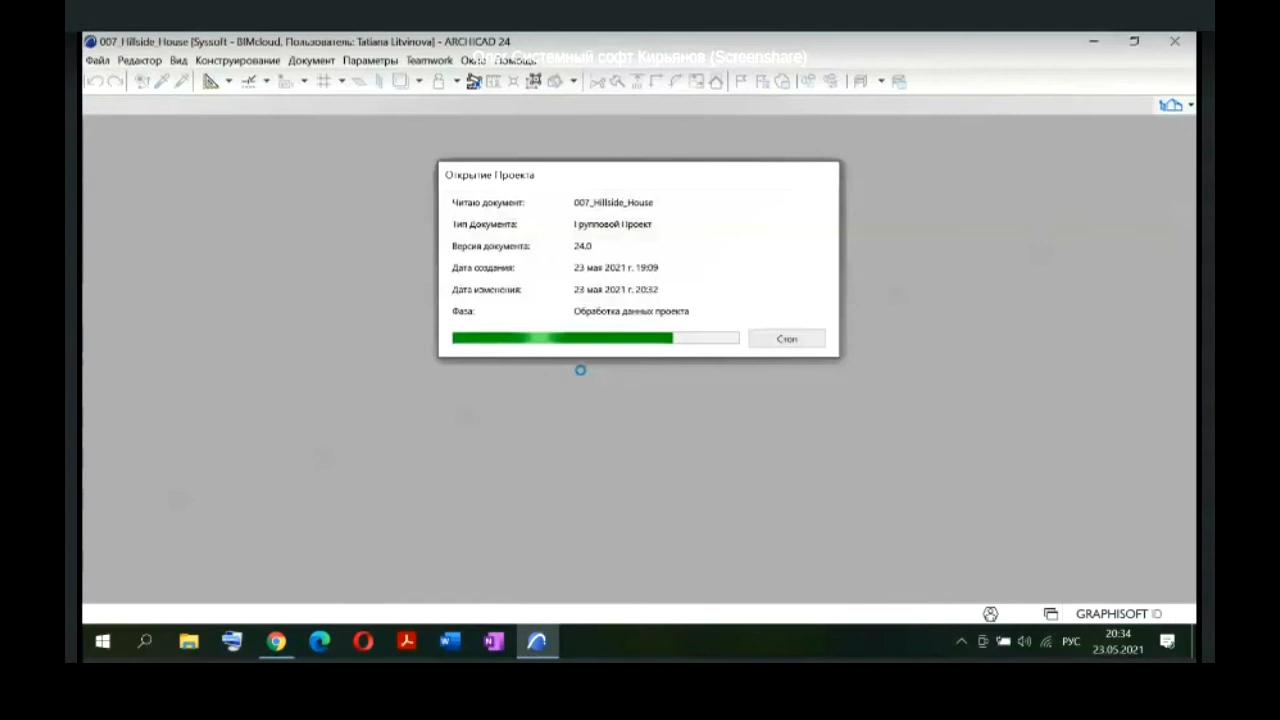 007_Hillside_House [Syssoft - BIMcloud, Пользователь: Tatiana Litvinova] - ARCHICAD 24
Системный софт Кирьянов (Screenshare)
Файл Редактор Вид Конструирование Документ Параметры Teamwork Окно Помощь
Открытие Проекта
Читаю документ: 007_Hillside_House
Тип Документа: Групповой Проект
Версия документа: 24.0
Дата создания: 23 мая 2021 г. 19:09
Дата изменения: 23 мая 2021 г. 20:32
Фаза: Обработка данных проекта
Стоп
GRAPHISOFT ID
РУС
20:34
23.05.2021